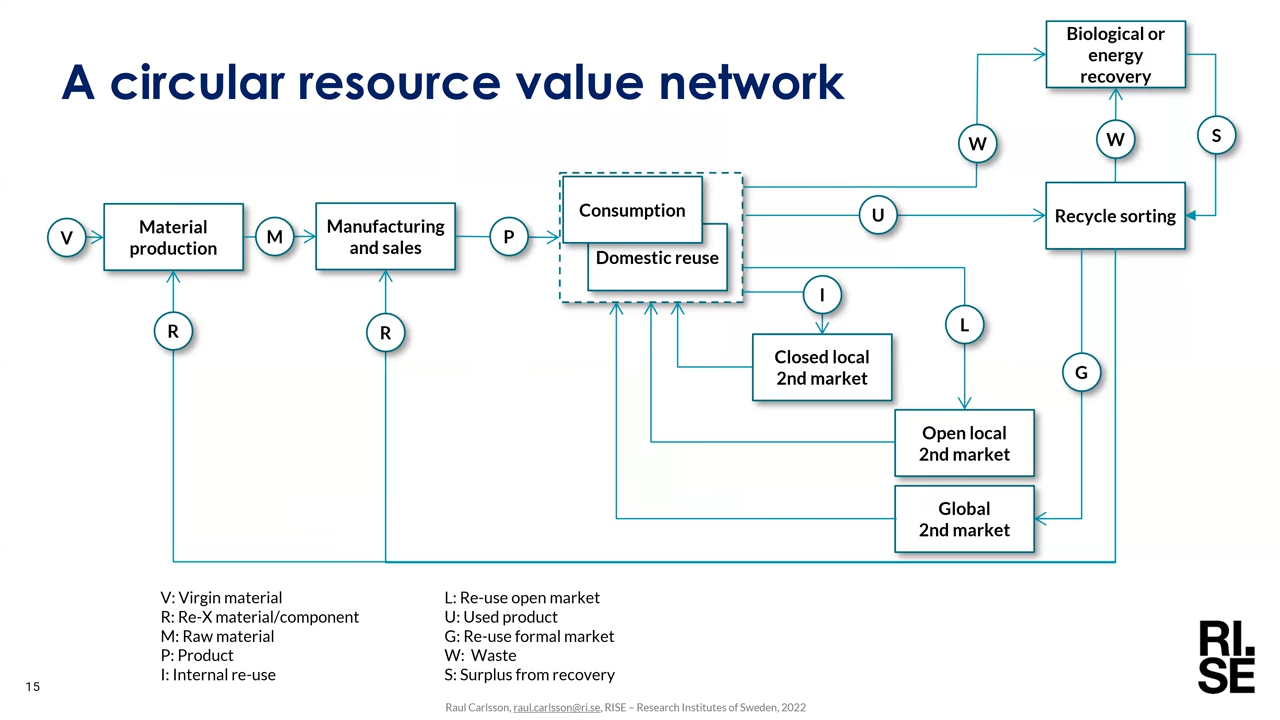 A circular resource value network
Biological or
energy
recovery
W
W
S
V
Material
production
M
Manufacturing
and sales
P
Consumption
Domestic reuse
U
Recycle sorting
R
R
I
L
G
Closed local
2nd market
Open local
2nd market
Global
2nd market
V: Virgin material
R: Re-X material/component
M: Raw material
P: Product
I: Internal re-use
L: Re-use open market
U: Used product
G: Re-use formal market
W: Waste
S: Surplus from recovery
RI.
SE
15
Raul Carlsson, raul.carlsson@ri.se, RISE – Research Institutes of Sweden, 2022